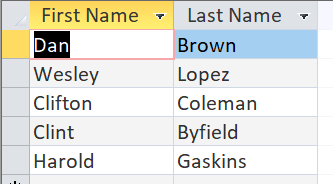 First Name Last Name
Dan Brown
Wesley Lopez
Clifton Coleman
Clint Byfield
Harold Gaskins